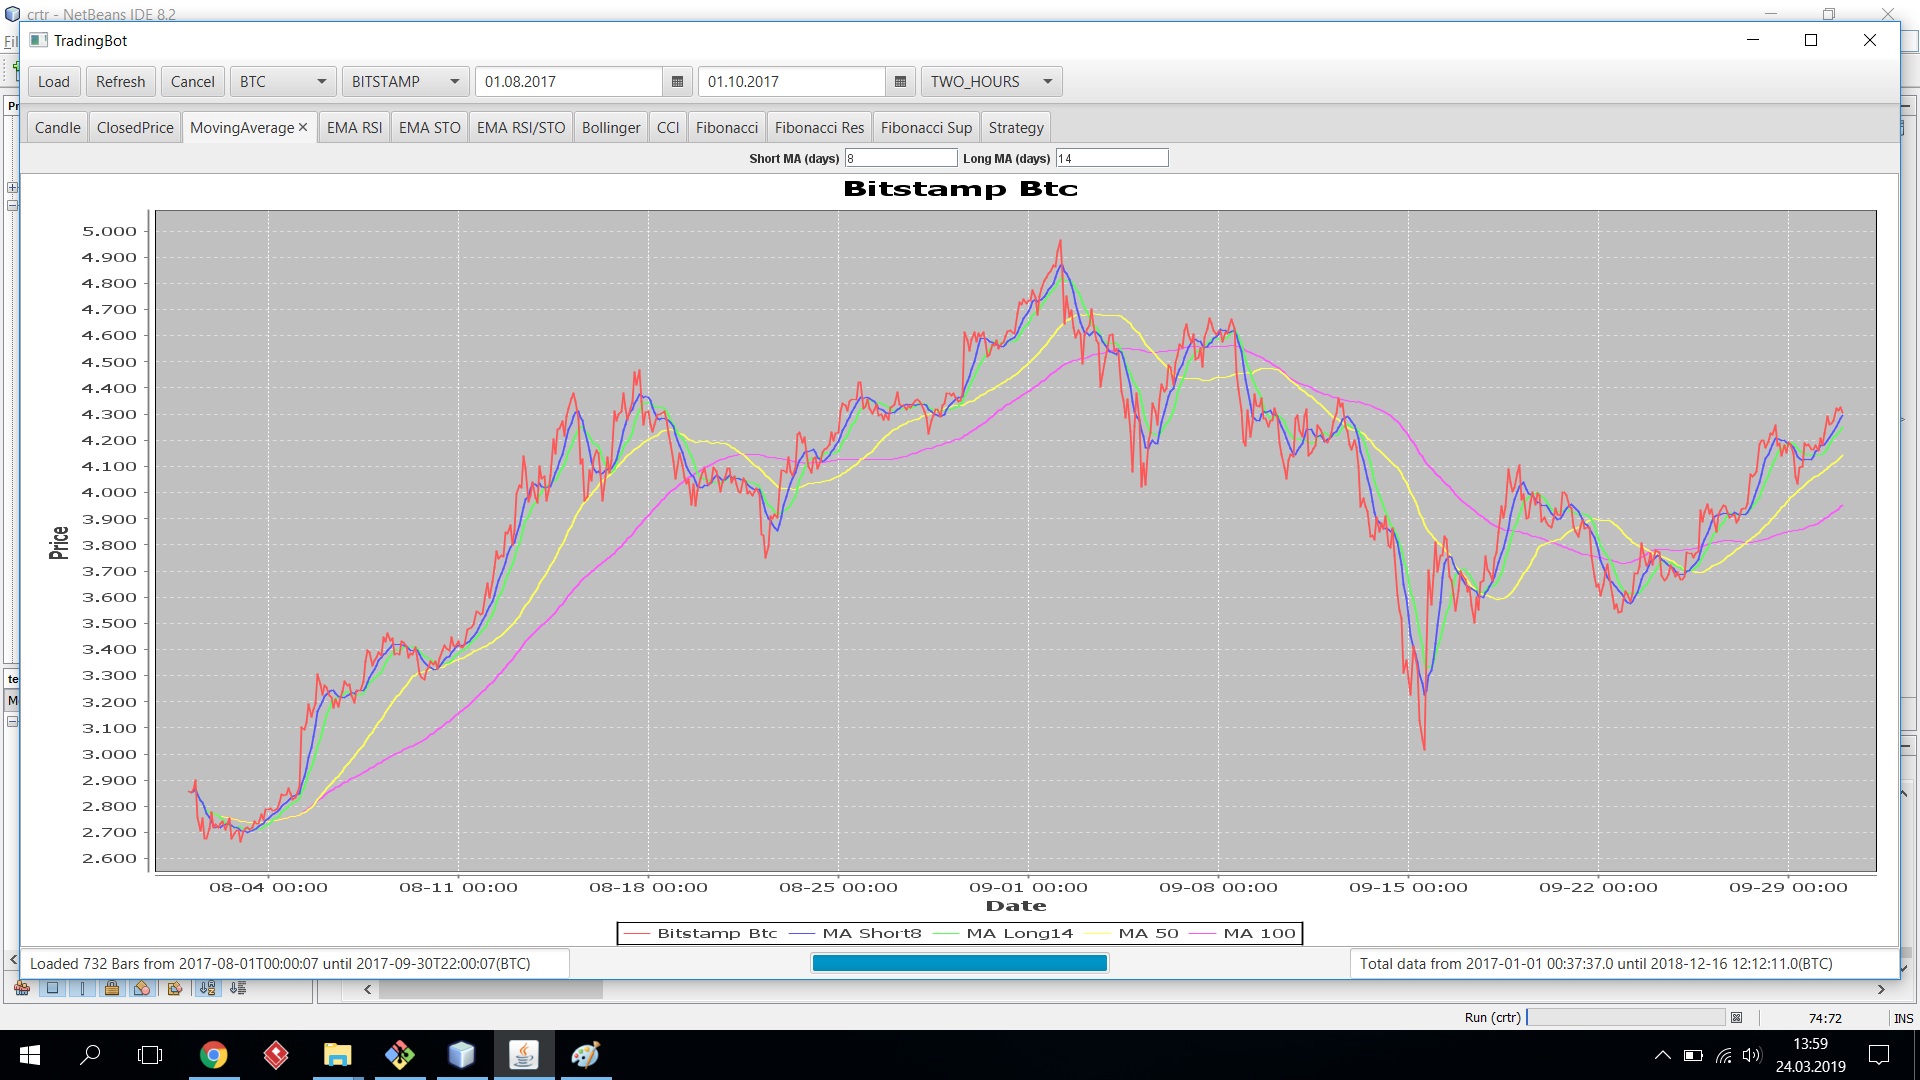 crtr - NetBeans IDE 8.2
TradingBot
Load Refresh Cancel BTC BITSTAMP 01.08.2017 01.10.2017 TWO_HOURS
Candle ClosedPrice MovingAverage EMA RSI EMA STO EMA RSI/STO Bollinger CCI Fibonacci Fibonacci Res Fibonacci Sup Strategy
Short MA (days) 8 Long MA (days) 14
Bitstamp Btc
5.000
4.900
4.800
4.700
4.600
4.500
4.400
4.300
4.200
4.100
4.000
3.900
3.800
3.700
3.600
3.500
3.400
3.300
3.200
3.100
3.000
2.900
2.800
2.700
2.600
Price
08-04 00:00 08-11 00:00 08-18 00:00 08-25 00:00 09-01 00:00 09-08 00:00 09-15 00:00 09-22 00:00 09-29 00:00
Date
Bitstamp Btc MA Short8 MA Long14 MA 50 MA 100
Loaded 732 Bars from 2017-08-01T00:00:07 until 2017-09-30T22:00:07(BTC) Total data from 2017-01-01 00:37:37.0 until 2018-12-16 12:12:11.0(BTC)
Run (crtr) 74:72 INS
13:59
24.03.2019